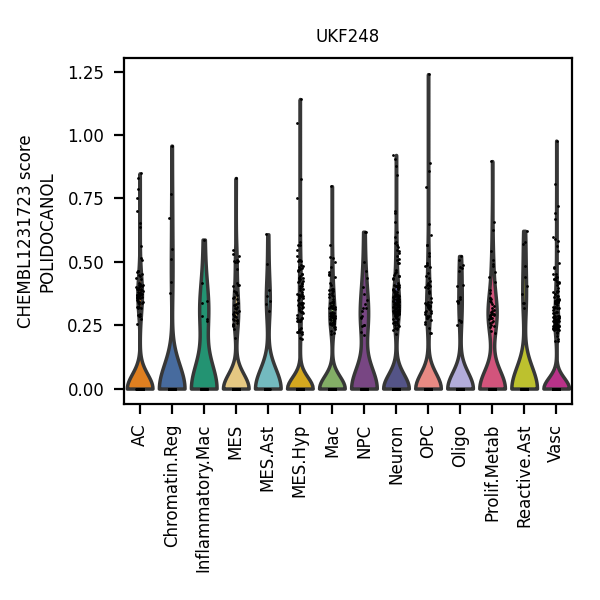 UKF248
CHEMBL1231723 score
POLIDOCANOL
1.25
1.00
0.75
0.50
0.25
0.00
AC
Chromatin.Reg
Inflammatory.Mac
MES
MES.Ast
MES.Hyp
Mac
NPC
Neuron
OPC
Oligo
Prolif.Metab
Reactive.Ast
Vasc